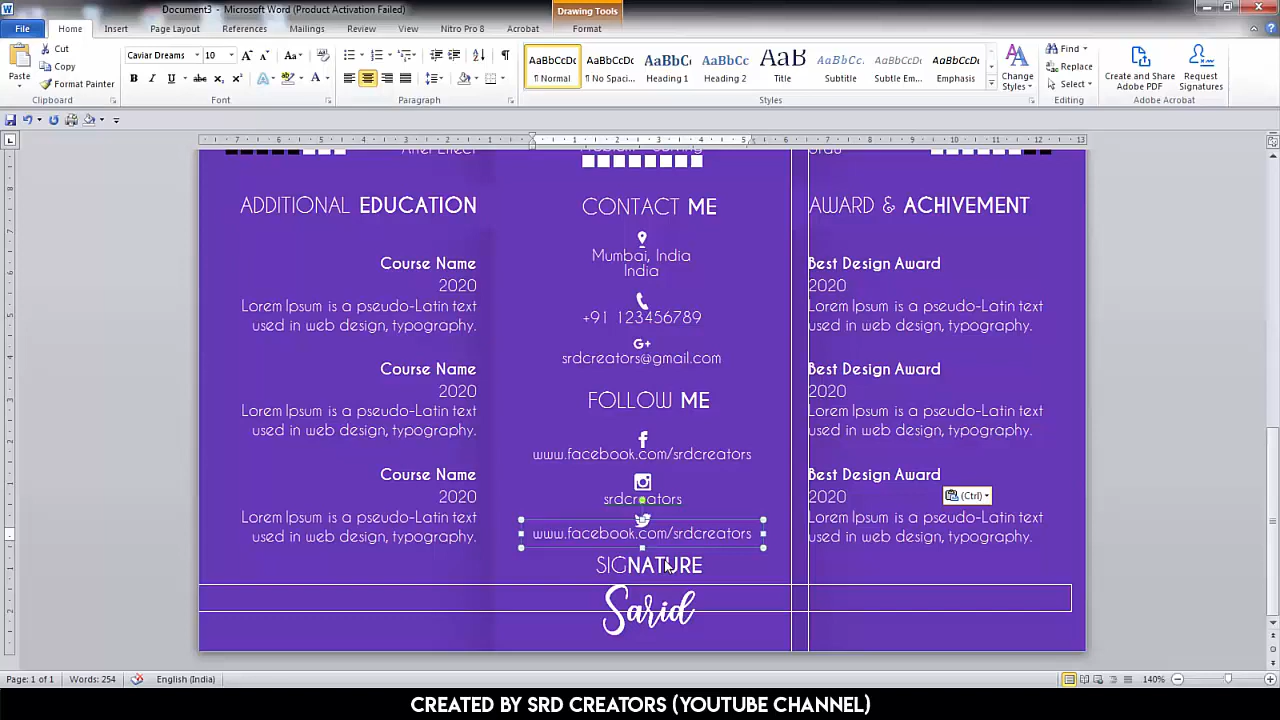 Document3 - Microsoft Word (Product Activation Failed)
Drawing Tools
File
Home
Insert
Page Layout
References
Mailings
Review
View
Nitro Pro 8
Acrobat
Format
Paste
Cut
Copy
Format Painter
Clipboard
Caviar Dreams
10
Font
Paragraph
AaBbCcDc
¶ Normal
AaBbCcDc
¶ No Spaci...
AaBbCc
Heading 1
AaBbCc
Heading 2
AaB
Title
AaBbCc.
Subtitle
AaBbCcDc
Subtle Em...
AaBbCcDc
Emphasis
Change
Styles
Styles
Find
Replace
Select
Editing
Create and Share
Adobe PDF
Request
Signatures
Adobe Acrobat
After Effect
Problem - Solving
ADDITIONAL EDUCATION
Course Name
2020
Lorem Ipsum is a pseudo-Latin text
used in web design, typography.
Course Name
2020
Lorem Ipsum is a pseudo-Latin text
used in web design, typography.
Course Name
2020
Lorem Ipsum is a pseudo-Latin text
used in web design, typography.
CONTACT ME
Mumbai, India
India
+91 123456789
G+
srdcreators@gmail.com
FOLLOW ME
www.facebook.com/srdcreators
srdcreators
www.facebook.com/srdcreators
SIGNATURE
Sarid
AWARD & ACHIVEMENT
Best Design Award
2020
Lorem Ipsum is a pseudo-Latin text
used in web design, typography.
Best Design Award
2020
Lorem Ipsum is a pseudo-Latin text
used in web design, typography.
Best Design Award
2020
(Ctrl)
Lorem Ipsum is a pseudo-Latin text
used in web design, typography.
Page: 1 of 1
Words: 254
English (India)
140%
CREATED BY SRD CREATORS (YOUTUBE CHANNEL)